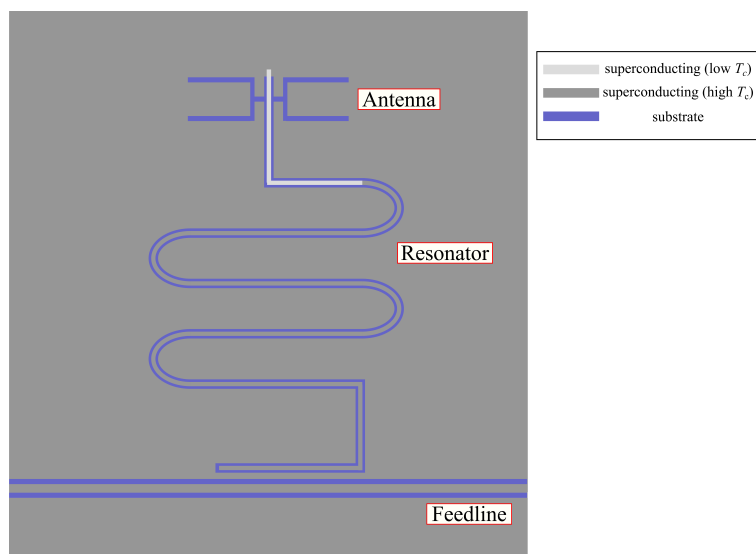 superconducting (low Tc)
Antenna
superconducting (high Tc)
substrate
Resonator
Feedline